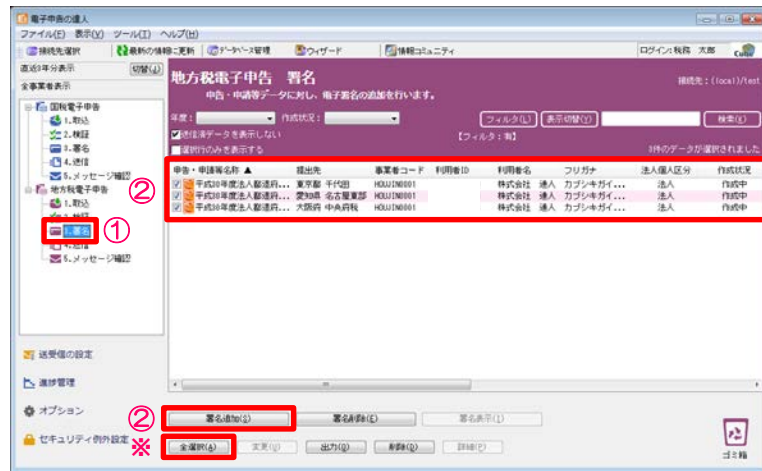 電子申告の達人
ファイル(F) 表示(V) ツール(T) ヘルプ(H)
接続先選択 最新の情報に更新 データベース管理 ウィザード 情報コミュニティ ログイン:税務 太郎
直近3年分表示 切替(J)
全事業者表示
国税電子申告
1.取込
2.検証
3.署名
4.送信
5.メッセージ確認
地方税電子申告
1.取込
2.検証
3.署名
①
4.送信
5.メッセージ確認
送受信の設定
進捗管理
オプション
セキュリティ例外設定
地方税電子申告 署名 接続先:(local)/test
申告・申請等データに対し、電子署名の追加を行います。
年度: 作成状況: フィルタ(L) 表示切替(Y) 検索(K)
送信済データを表示しない 【フィルタ:有】
選択行のみを表示する 3件のデータが選択されました
②
申告・申請等名称 ▲ 提出先 事業者コード 利用者ID 利用者名 フリガナ 法人個人区分 作成状況
平成30年度法人都道府... 東京都 千代田 HOUJIN0001 株式会社 達人 カブシキガイ... 法人 作成中
平成30年度法人都道府... 愛知県 名古屋東部 HOUJIN0001 株式会社 達人 カブシキガイ... 法人 作成中
平成30年度法人都道府... 大阪府 中央府税 HOUJIN0001 株式会社 達人 カブシキガイ... 法人 作成中
② 署名追加(S) 署名削除(E) 署名表示(I)
※ 全選択(A) 変更(U) 出力(O) 削除(D) 詳細(P)
ゴミ箱